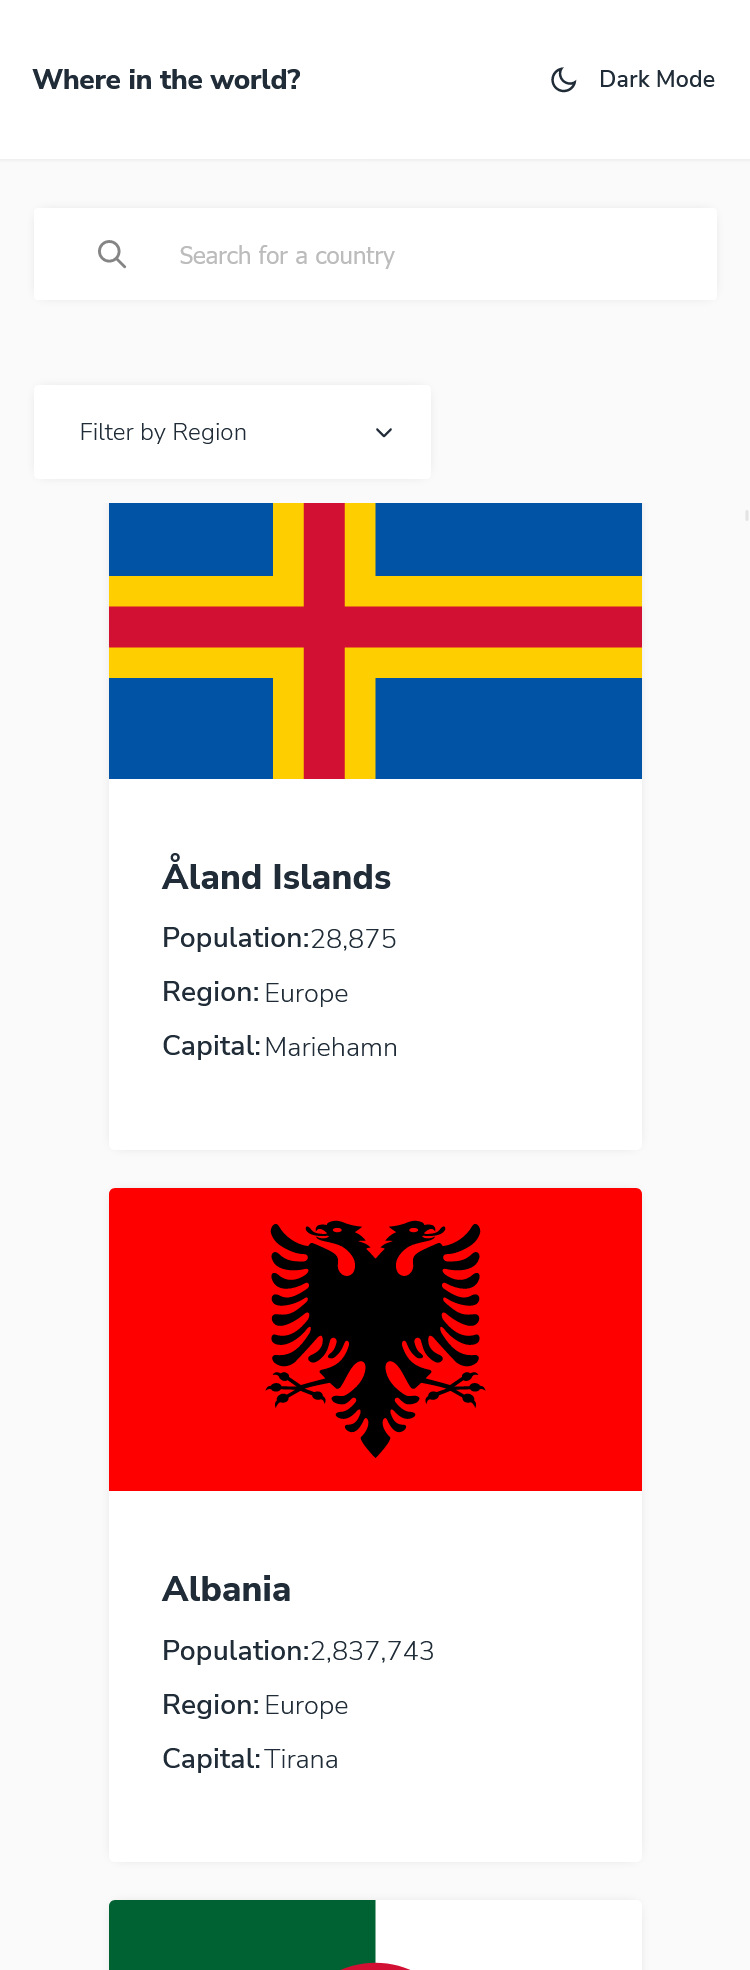 Where in the world?
Dark Mode
Search for a country
Filter by Region
Åland Islands
Population:28,875
Region: Europe
Capital: Mariehamn
Albania
Population:2,837,743
Region: Europe
Capital: Tirana